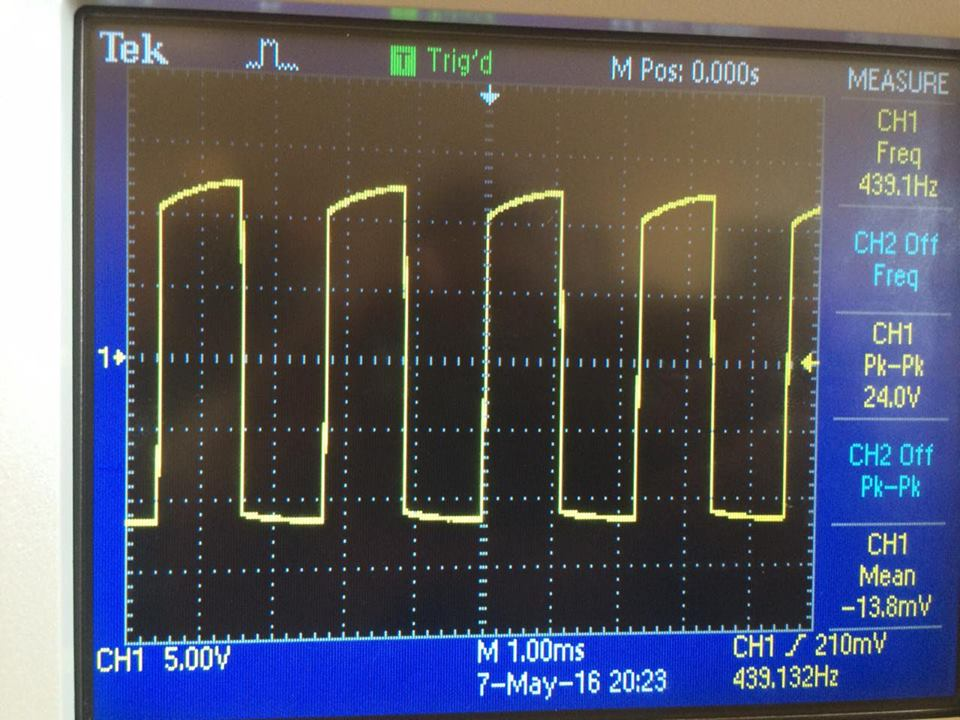 Tek T Trig'd M Pos: 0.000s
MEASURE
CH1
Freq
439.1Hz
CH2 Off
Freq
1
CH1
Pk-Pk
24.0V
CH2 Off
Pk-Pk
CH1
Mean
-13.8mV
CH1 5.00V M 1.00ms CH1 210mV
7-May-16 20:23 439.132Hz